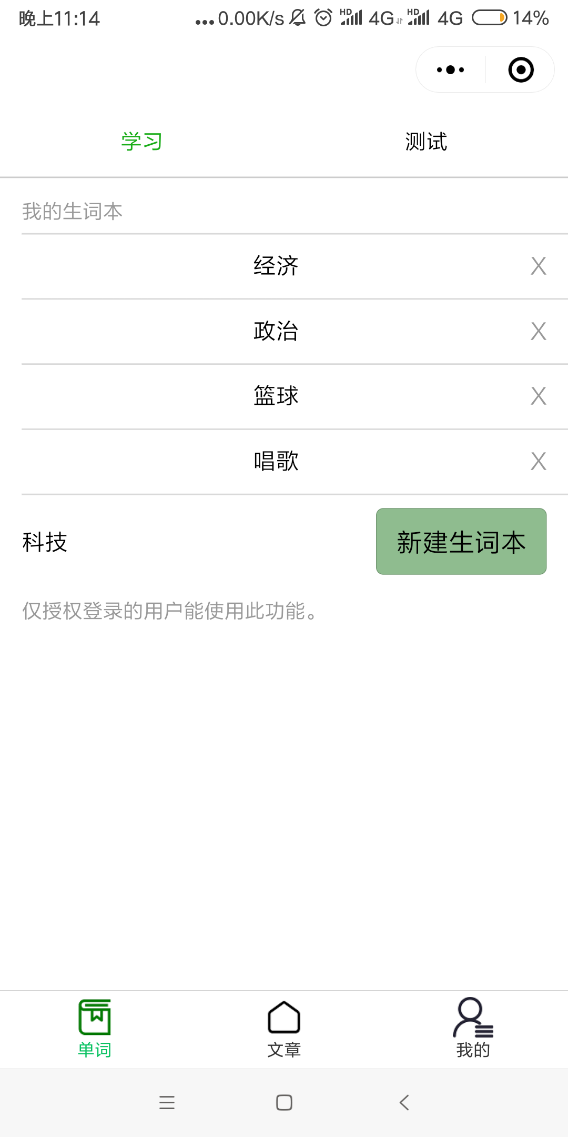 晚上11:14 ...0.00K/s HD 4G HD 4G 14%
学习 测试
我的生词本
经济 X
政治 X
篮球 X
唱歌 X
科技 新建生词本
仅授权登录的用户能使用此功能。
单词 文章 我的